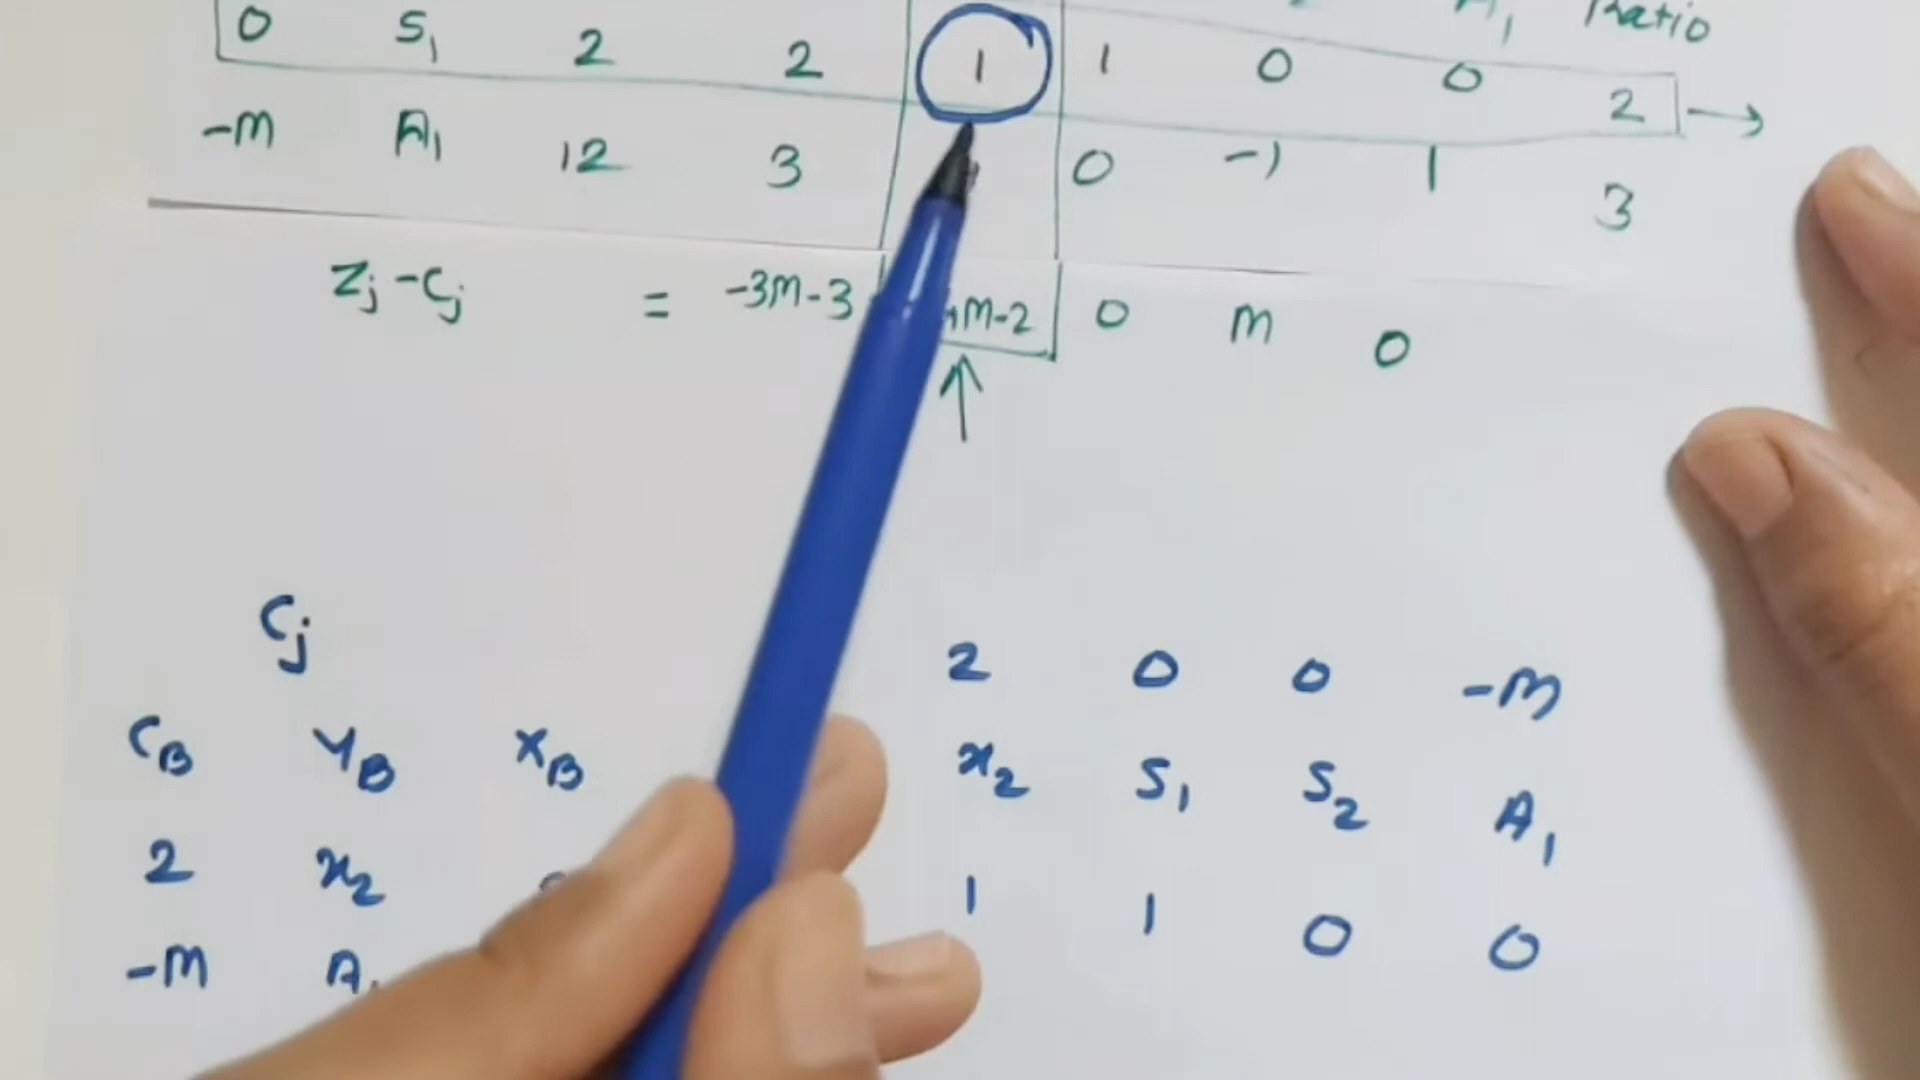 A1 Ratio
0 S1 2 2 1 1 0 0 2 →
-M A1 12 3 0 -1 1 3
Zj-Cj = -3M-3 M-2 0 M 0
↑
Cj 2 0 0 -M
CB YB XB x2 S1 S2 A1
2 x2 1 1 0 0
-M A1